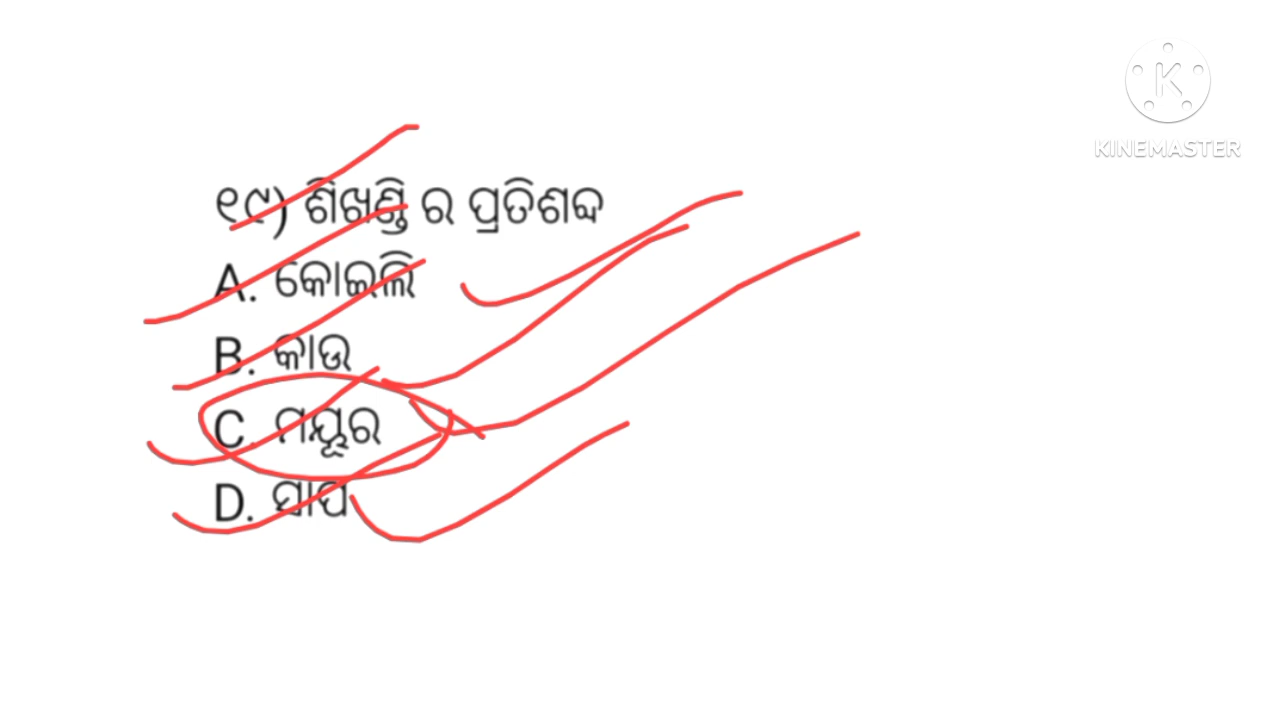 ୧୯) ଶିଖଣ୍ଡି ର ପ୍ରତିଶବ୍ଦ
A. କୋଇଲି
B. କାଉ
C. ମୟୂର
D. ସାପ
KINEMASTER